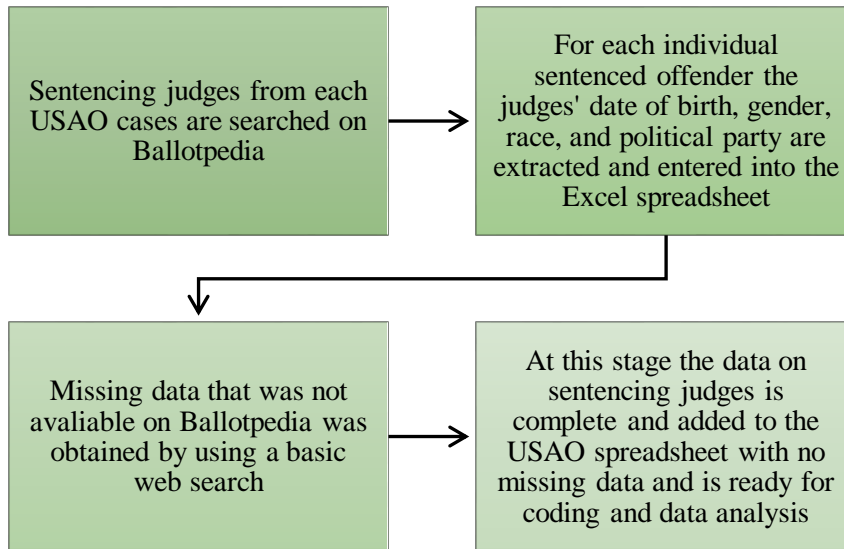 Sentencing judges from each
USAO cases are searched on
Ballotpedia
For each individual
sentenced offender the
judges' date of birth, gender,
race, and political party are
extracted and entered into the
Excel spreadsheet
Missing data that was not
avaliable on Ballotpedia was
obtained by using a basic
web search
At this stage the data on
sentencing judges is
complete and added to the
USAO spreadsheet with no
missing data and is ready for
coding and data analysis